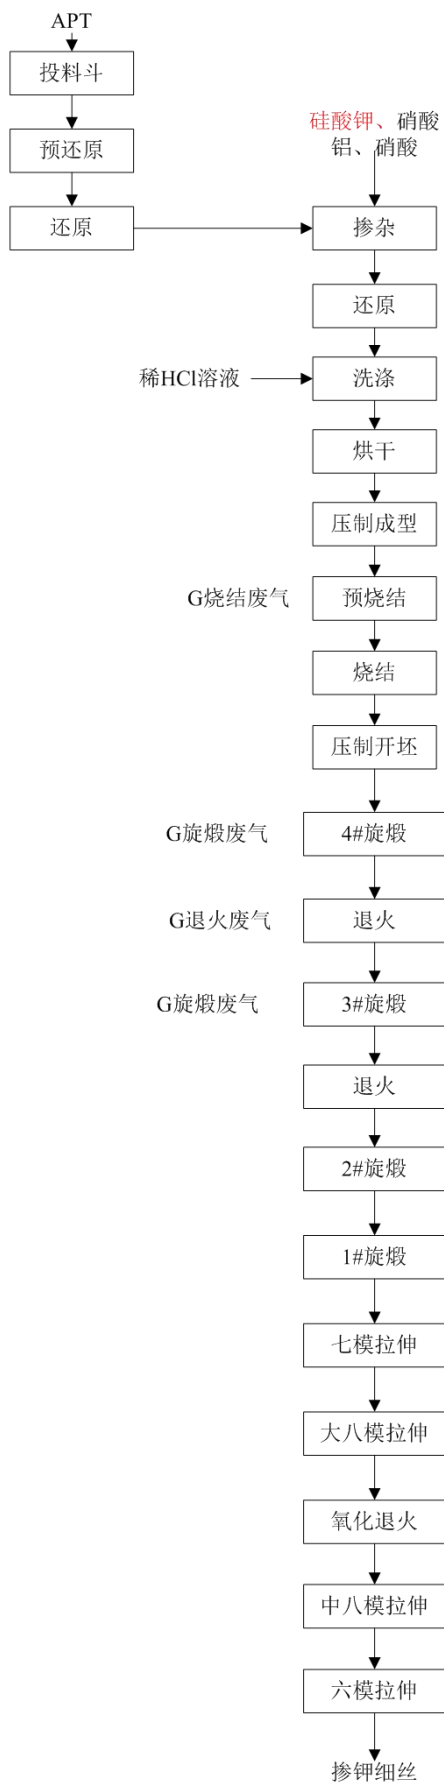 APT
投料斗
预还原
还原
硅酸钾、硝酸
铝、硝酸
掺杂
还原
稀HCl溶液
洗涤
烘干
压制成型
G烧结废气
预烧结
烧结
压制开坯
G旋煅废气
4#旋煅
G退火废气
退火
G旋煅废气
3#旋煅
退火
2#旋煅
1#旋煅
七模拉伸
大八模拉伸
氧化退火
中八模拉伸
六模拉伸
掺钾细丝